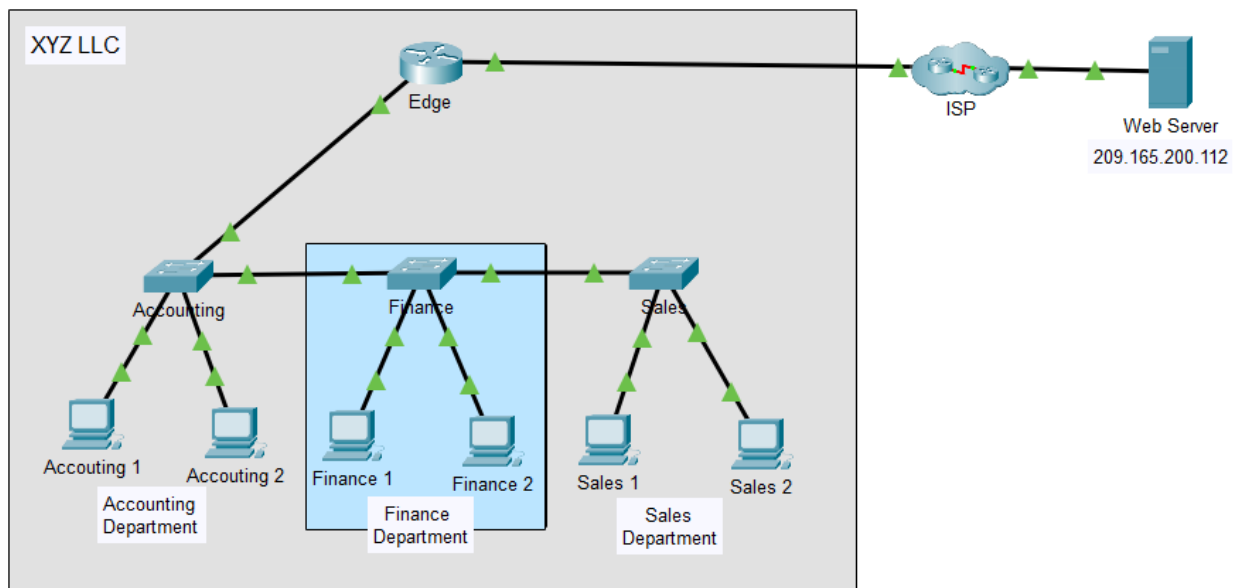 XYZ LLC
Edge
ISP
Web Server
209.165.200.112
Accounting
Finance
Sales
Accouting 1
Accouting 2
Finance 1
Finance 2
Sales 1
Sales 2
Accounting
Department
Finance
Department
Sales
Department